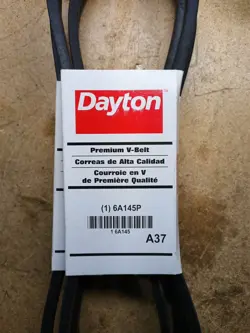 Dayton
Premium V-Belt
Correas de Alta Calidad
Courroie en V
de Première Qualité
(1) 6A145P
1 6A145
A37